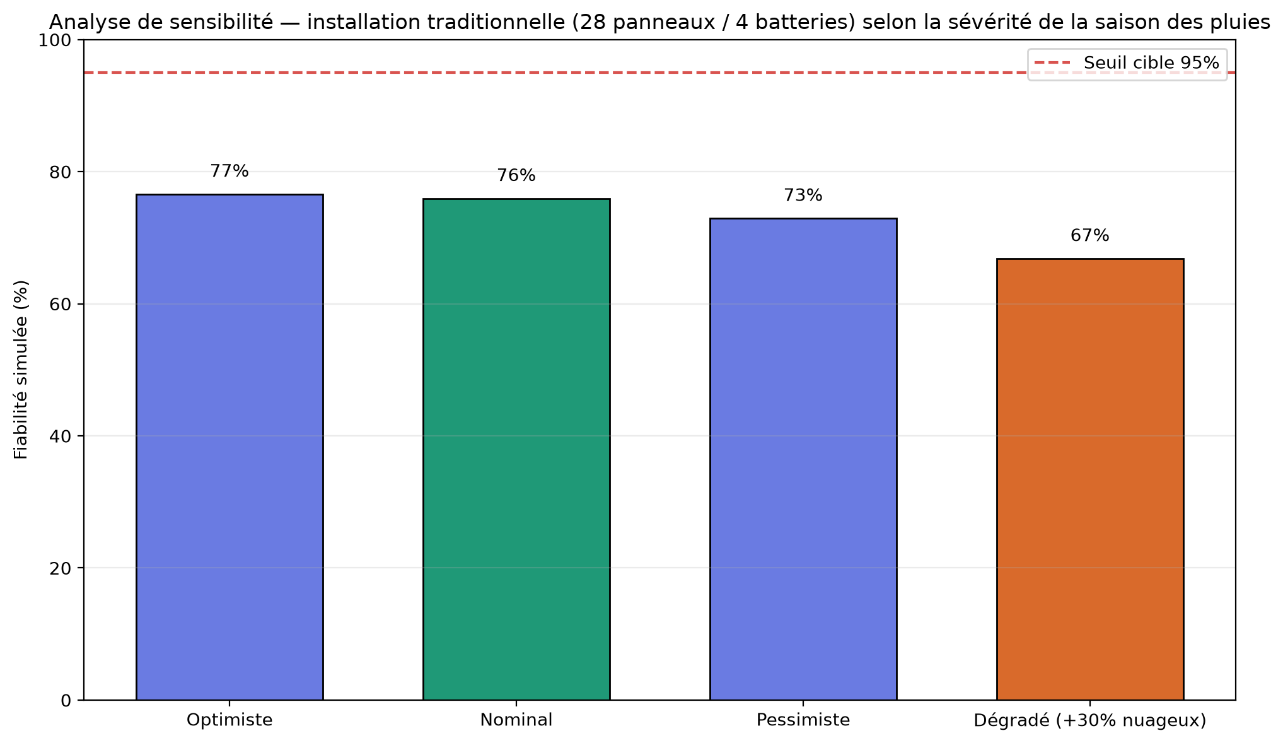 Analyse de sensibilité — installation traditionnelle (28 panneaux / 4 batteries) selon la sévérité de la saison des pluies
Seuil cible 95%
Fiabilité simulée (%)
100
80
60
40
20
0
77%
76%
73%
67%
Optimiste
Nominal
Pessimiste
Dégradé (+30% nuageux)